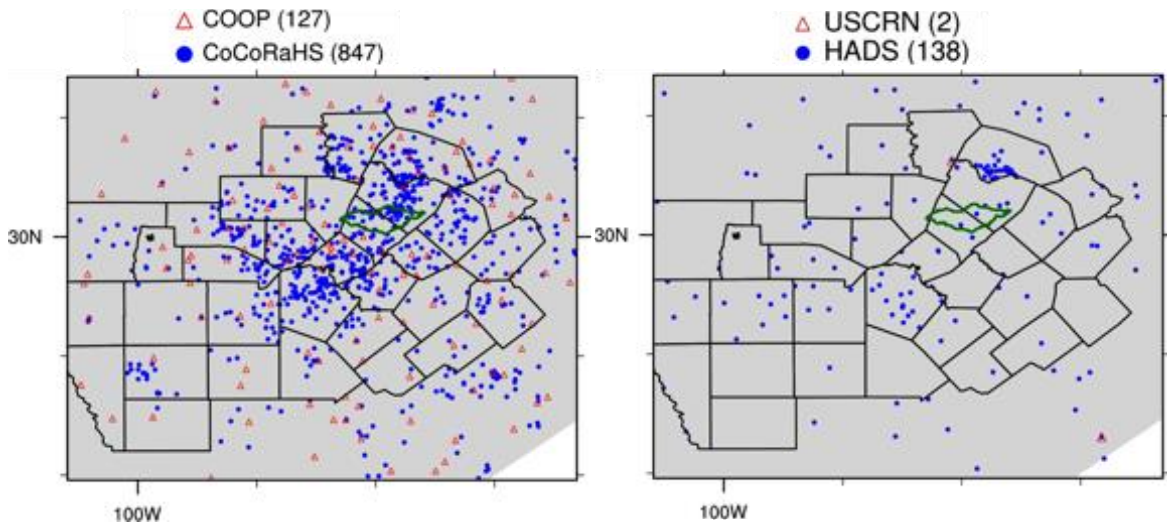 △ COOP (127)
● CoCoRaHS (847)
30N
100W
△ USCRN (2)
● HADS (138)
30N
100W